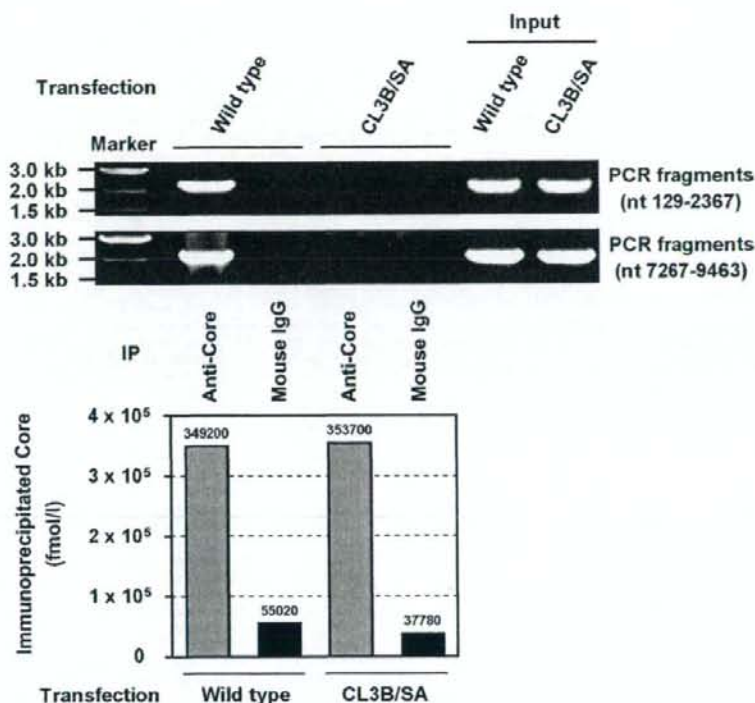 Input
Transfection
Wild type
CL3B/SA
Wild type
CL3B/SA
Marker
3.0 kb
2.0 kb
1.5 kb
PCR fragments
(nt 129-2367)
3.0 kb
2.0 kb
1.5 kb
PCR fragments
(nt 7267-9463)
IP
Anti-Core
Mouse IgG
Anti-Core
Mouse IgG
Immunoprecipitated Core
(fmol/l)
4 x 10⁵
3 x 10⁵
2 x 10⁵
1 x 10⁵
0
349200
55020
353700
37780
Transfection
Wild type
CL3B/SA